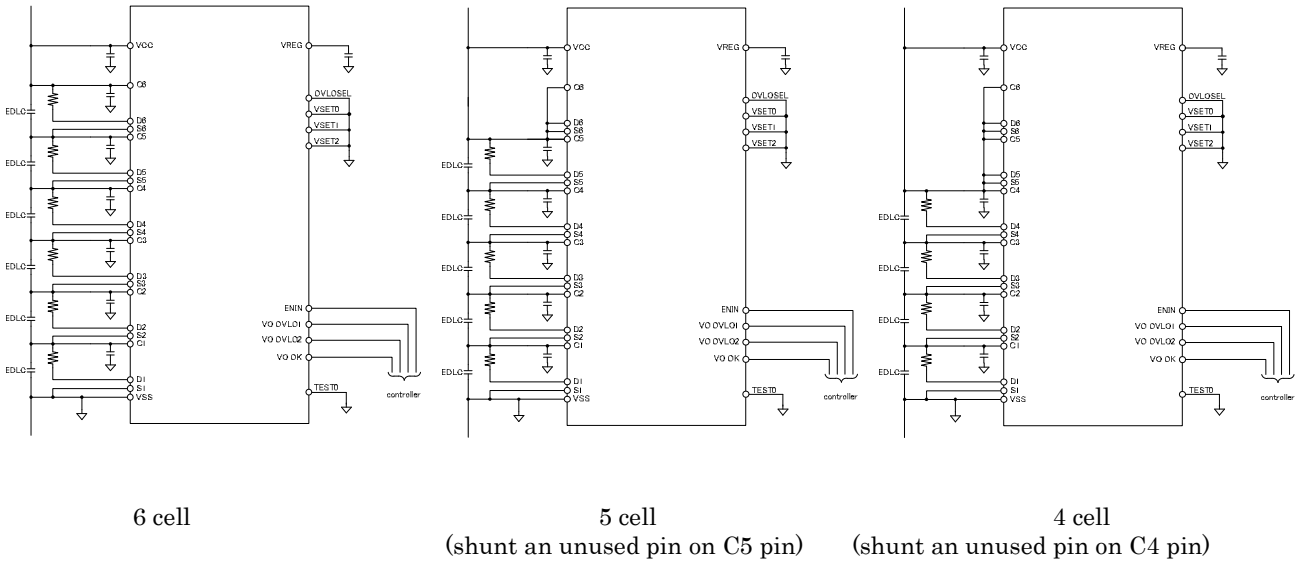 VCC
VREG
C6
OVLOSEL
EDLC
VSET0
D6
S6
VSET1
C5
VSET2
EDLC
D5
S5
C4
EDLC
D4
S4
C3
EDLC
D3
S3
C2
ENIN
EDLC
VO OVLO1
D2
S2
VO OVLO2
C1
VO OK
EDLC
D1
S1
TEST0
VSS
controller
6 cell
VCC
VREG
C6
OVLOSEL
VSET0
D6
S6
VSET1
C5
VSET2
EDLC
D5
S5
C4
EDLC
D4
S4
C3
EDLC
D3
S3
C2
ENIN
EDLC
VO OVLO1
D2
S2
VO OVLO2
C1
VO OK
EDLC
D1
S1
TEST0
VSS
controller
5 cell
(shunt an unused pin on C5 pin)
VCC
VREG
C6
OVLOSEL
VSET0
D6
S6
VSET1
C5
VSET2
D5
S5
C4
EDLC
D4
S4
C3
EDLC
D3
S3
C2
ENIN
EDLC
VO OVLO1
D2
S2
VO OVLO2
C1
VO OK
EDLC
D1
S1
TEST0
VSS
controller
4 cell
(shunt an unused pin on C4 pin)